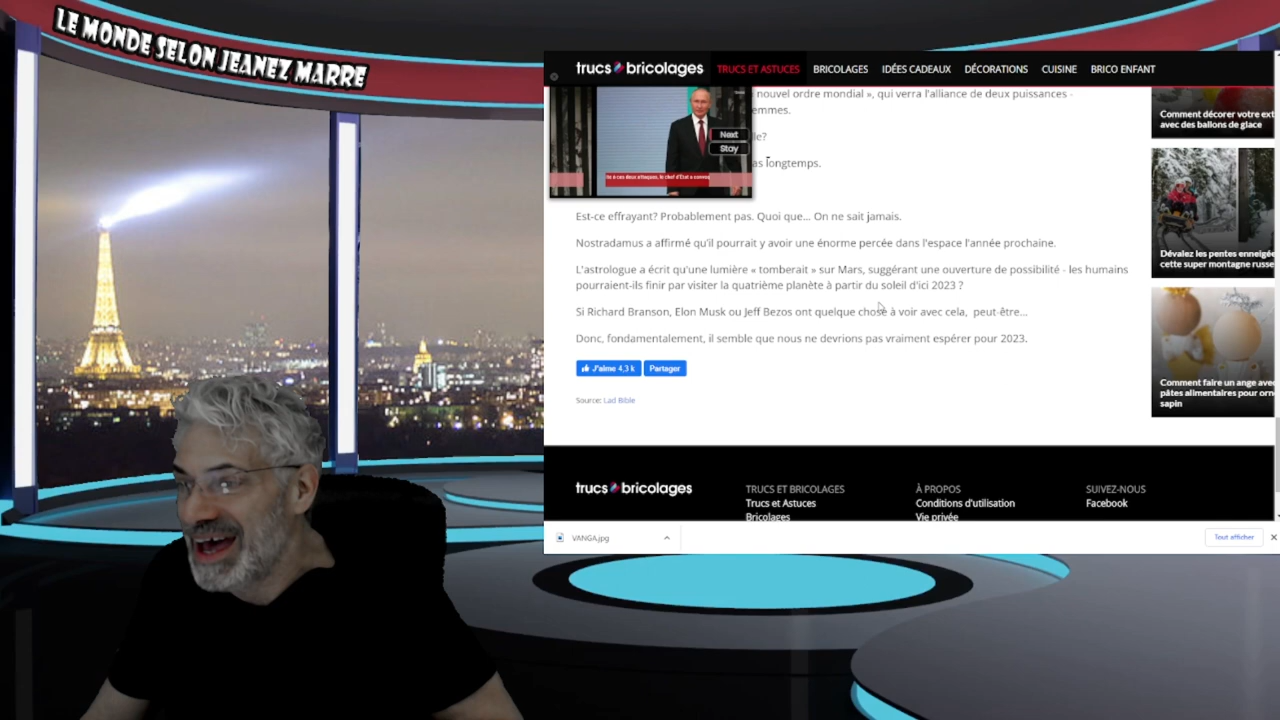 LE MONDE SELON JEANEZ MARRE
trucs bricolages
TRUCS ET ASTUCES
BRICOLAGES
IDÉES CADEAUX
DÉCORATIONS
CUISINE
BRICO ENFANT
nouvel ordre mondial », qui verra l'alliance de deux puissances -
emmes.
le?
as longtemps.
Next
Stay
Est-ce effrayant? Probablement pas. Quoi que... On ne sait jamais.
Nostradamus a affirmé qu'il pourrait y avoir une énorme percée dans l'espace l'année prochaine.
L'astrologue a écrit qu'une lumière « tomberait » sur Mars, suggérant une ouverture de possibilité - les humains
pourraient-ils finir par visiter la quatrième planète à partir du soleil d'ici 2023 ?
Si Richard Branson, Elon Musk ou Jeff Bezos ont quelque chose à voir avec cela, peut-être...
Donc, fondamentalement, il semble que nous ne devrions pas vraiment espérer pour 2023.
J'aime 4,3 k
Partager
Source: Lad Bible
Comment décorer votre ext
avec des ballons de glace
Dévalez les pentes enneigée
cette super montagne russe
Comment faire un ange avec
pâtes alimentaires pour orn
sapin
trucs bricolages
TRUCS ET BRICOLAGES
Trucs et Astuces
Bricolages
À PROPOS
Conditions d'utilisation
Vie privée
SUIVEZ-NOUS
Facebook
VANGA.jpg
Tout afficher